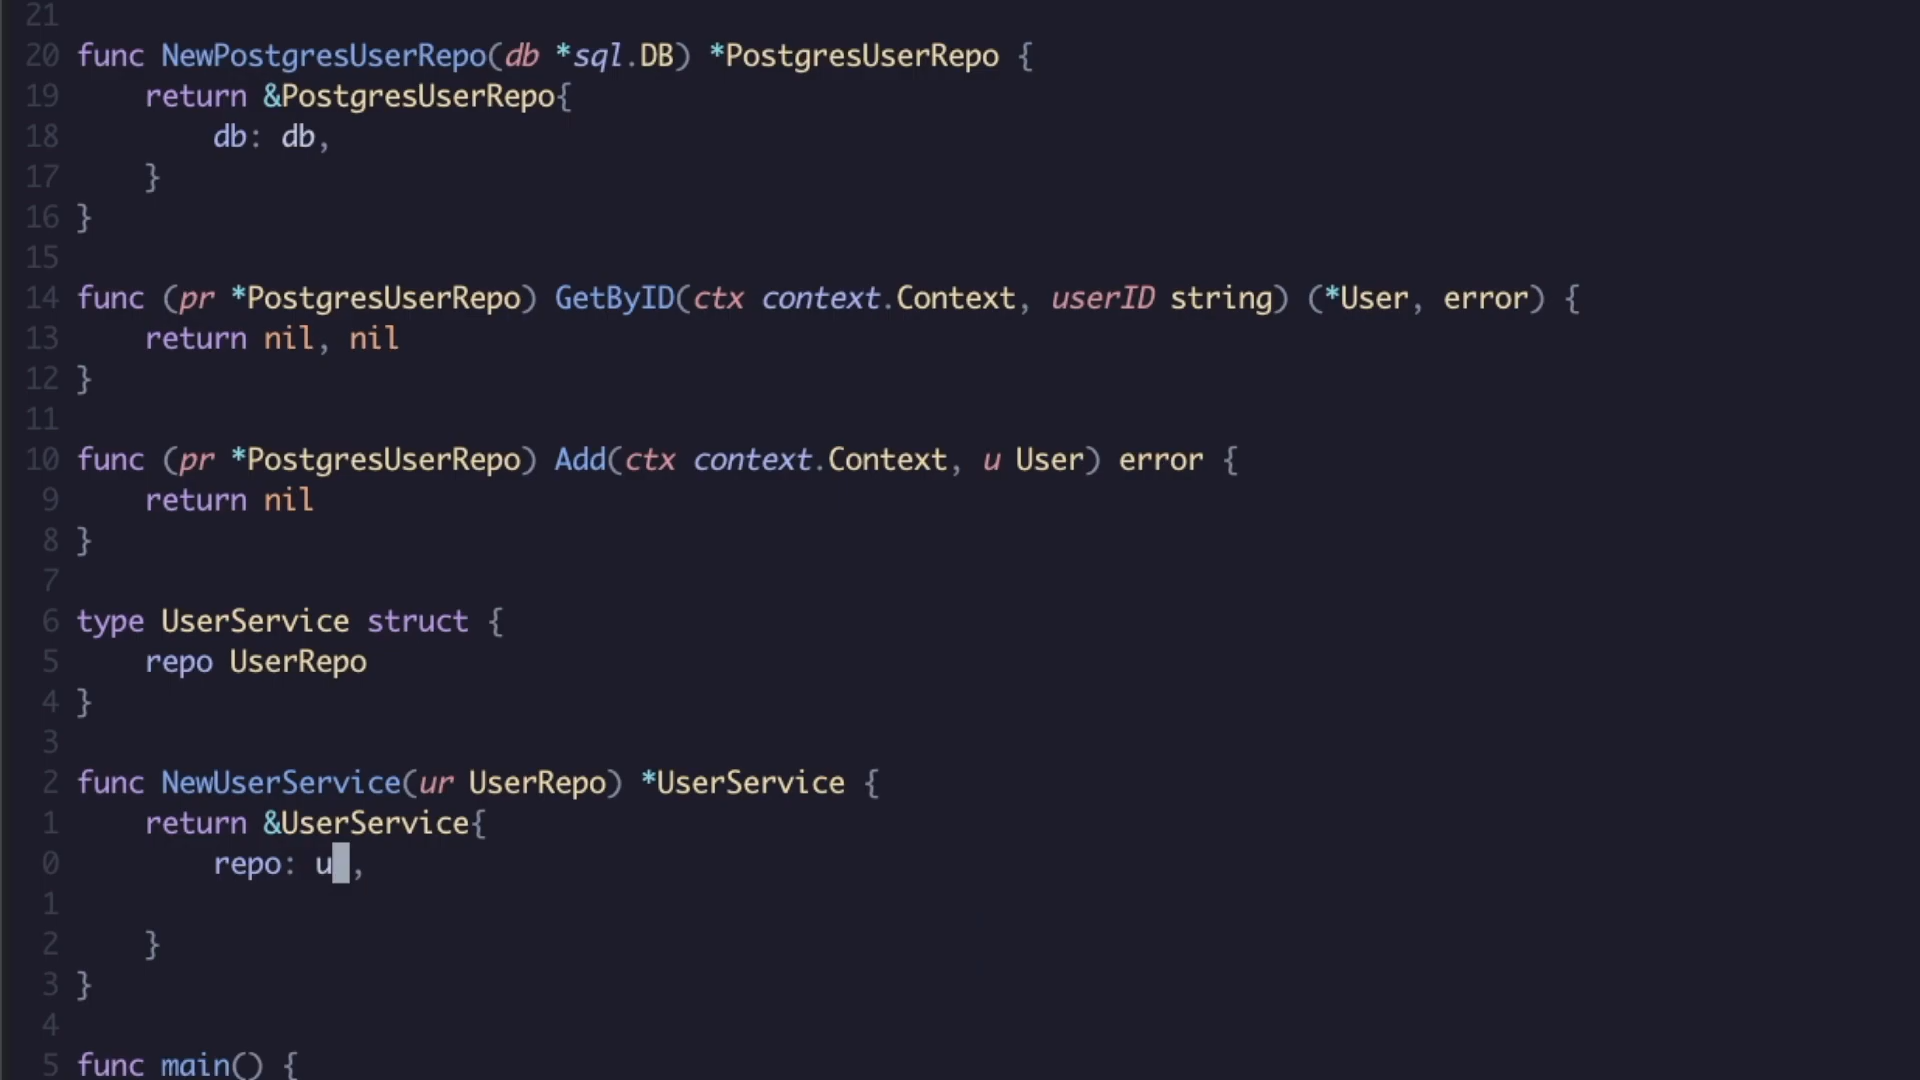 21
20 func NewPostgresUserRepo(db *sql.DB) *PostgresUserRepo {
19     return &PostgresUserRepo{
18         db: db,
17     }
16 }
15
14 func (pr *PostgresUserRepo) GetByID(ctx context.Context, userID string) (*User, error) {
13     return nil, nil
12 }
11
10 func (pr *PostgresUserRepo) Add(ctx context.Context, u User) error {
9     return nil
8 }
7
6 type UserService struct {
5     repo UserRepo
4 }
3
2 func NewUserService(ur UserRepo) *UserService {
1     return &UserService{
0         repo: u ,
1
2     }
3 }
4
5 func main() {